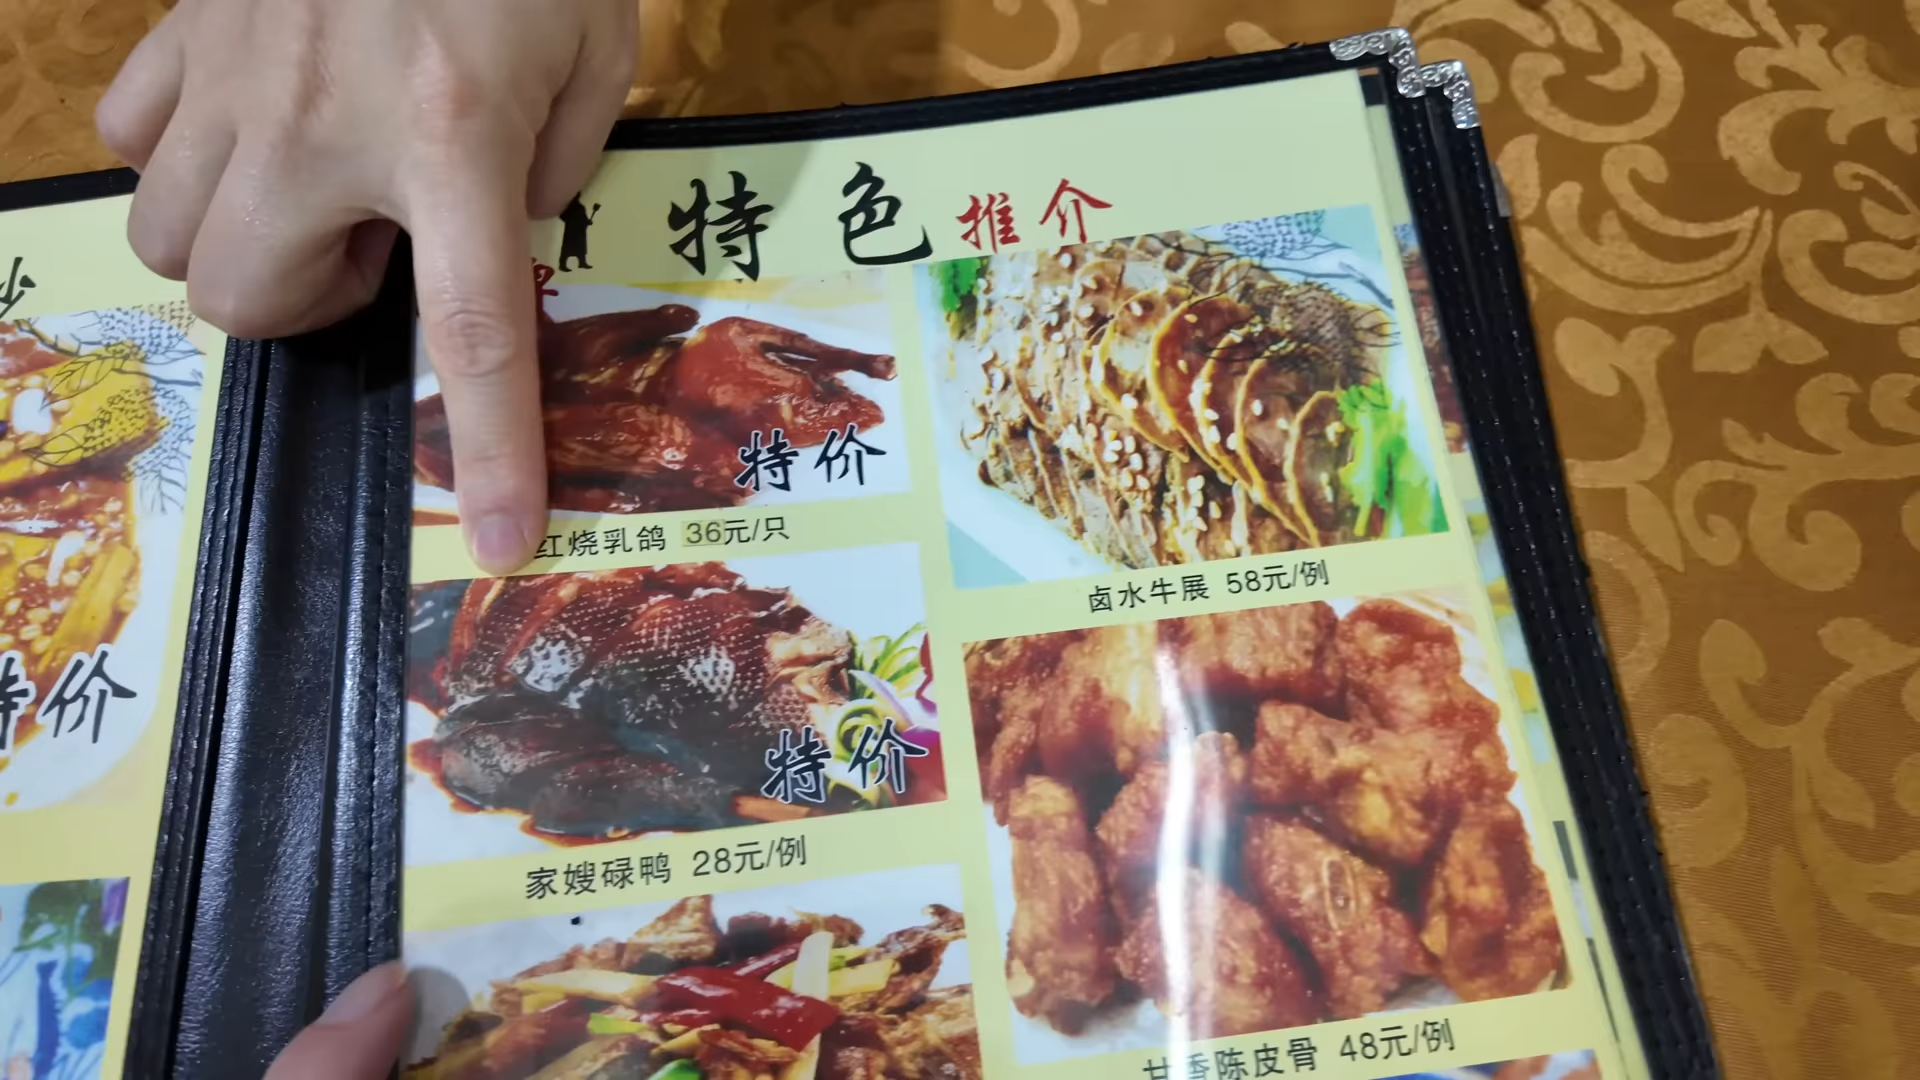 特色推介
特价
红烧乳鸽 36元/只
卤水牛展 58元/例
特价
家嫂碌鸭 28元/例
甘香陈皮骨 48元/例
特价